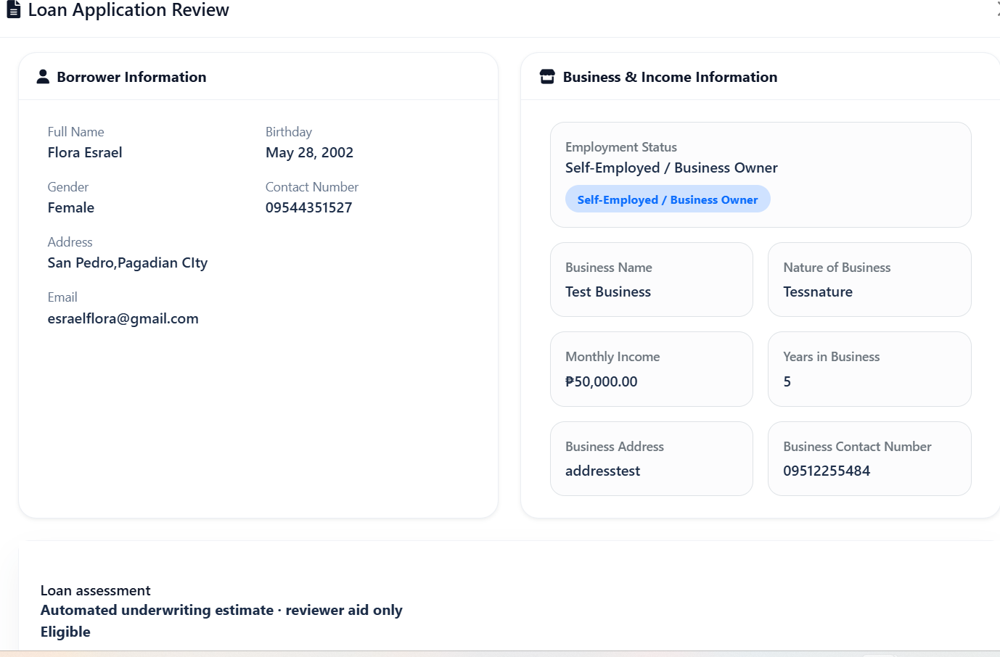 Loan Application Review
Borrower Information
Full Name
Flora Esrael
Birthday
May 28, 2002
Gender
Female
Contact Number
09544351527
Address
San Pedro,Pagadian CIty
Email
esraelflora@gmail.com
Business & Income Information
Employment Status
Self-Employed / Business Owner
Self-Employed / Business Owner
Business Name
Test Business
Nature of Business
Tessnature
Monthly Income
₱50,000.00
Years in Business
5
Business Address
addresstest
Business Contact Number
09512255484
Loan assessment
Automated underwriting estimate · reviewer aid only
Eligible